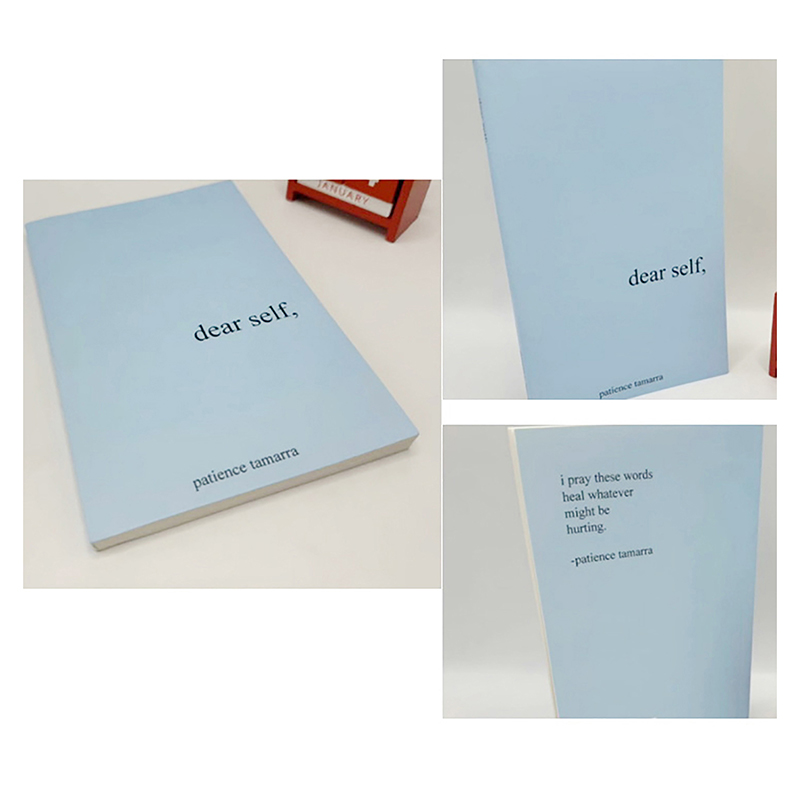 JANUARY
dear self,
patience tamarra
dear self,
patience tamarra
i pray these words
heal whatever
might be
hurting.
-patience tamarra